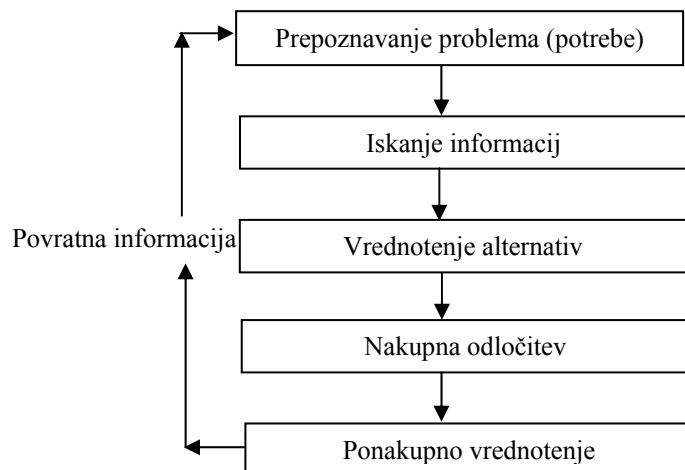 Prepoznavanje problema (potrebe)
Iskanje informacij
Povratna informacija
Vrednotenje alternativ
Nakupna odločitev
Ponakupno vrednotenje